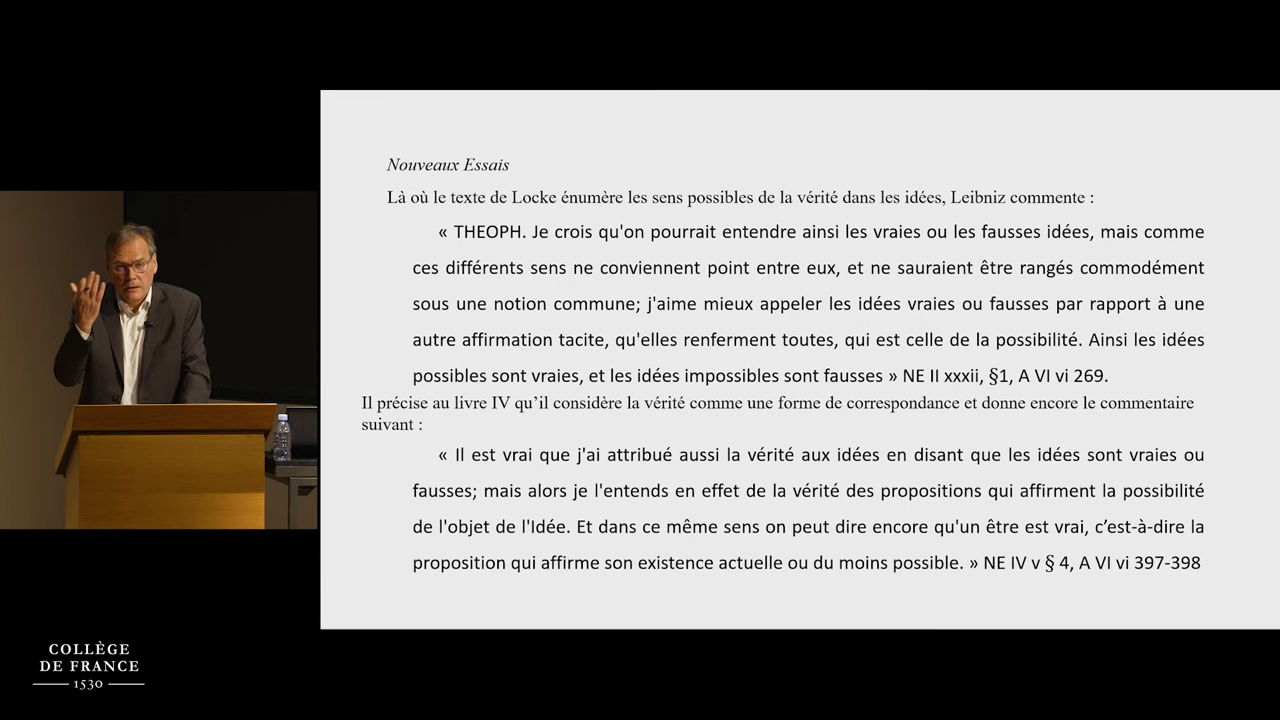 Nouveaux Essais
Là où le texte de Locke énumère les sens possibles de la vérité dans les idées, Leibniz commente :
« THEOPH. Je crois qu'on pourrait entendre ainsi les vraies ou les fausses idées, mais comme
ces différents sens ne conviennent point entre eux, et ne sauraient être rangés commodément
sous une notion commune; j'aime mieux appeler les idées vraies ou fausses par rapport à une
autre affirmation tacite, qu'elles renferment toutes, qui est celle de la possibilité. Ainsi les idées
possibles sont vraies, et les idées impossibles sont fausses » NE II xxxii, §1, A VI vi 269.
Il précise au livre IV qu’il considère la vérité comme une forme de correspondance et donne encore le commentaire
suivant :
« Il est vrai que j'ai attribué aussi la vérité aux idées en disant que les idées sont vraies ou
fausses; mais alors je l'entends en effet de la vérité des propositions qui affirment la possibilité
de l'objet de l'Idée. Et dans ce même sens on peut dire encore qu'un être est vrai, c’est-à-dire la
proposition qui affirme son existence actuelle ou du moins possible. » NE IV v § 4, A VI vi 397-398
COLLÈGE
DE FRANCE
1530